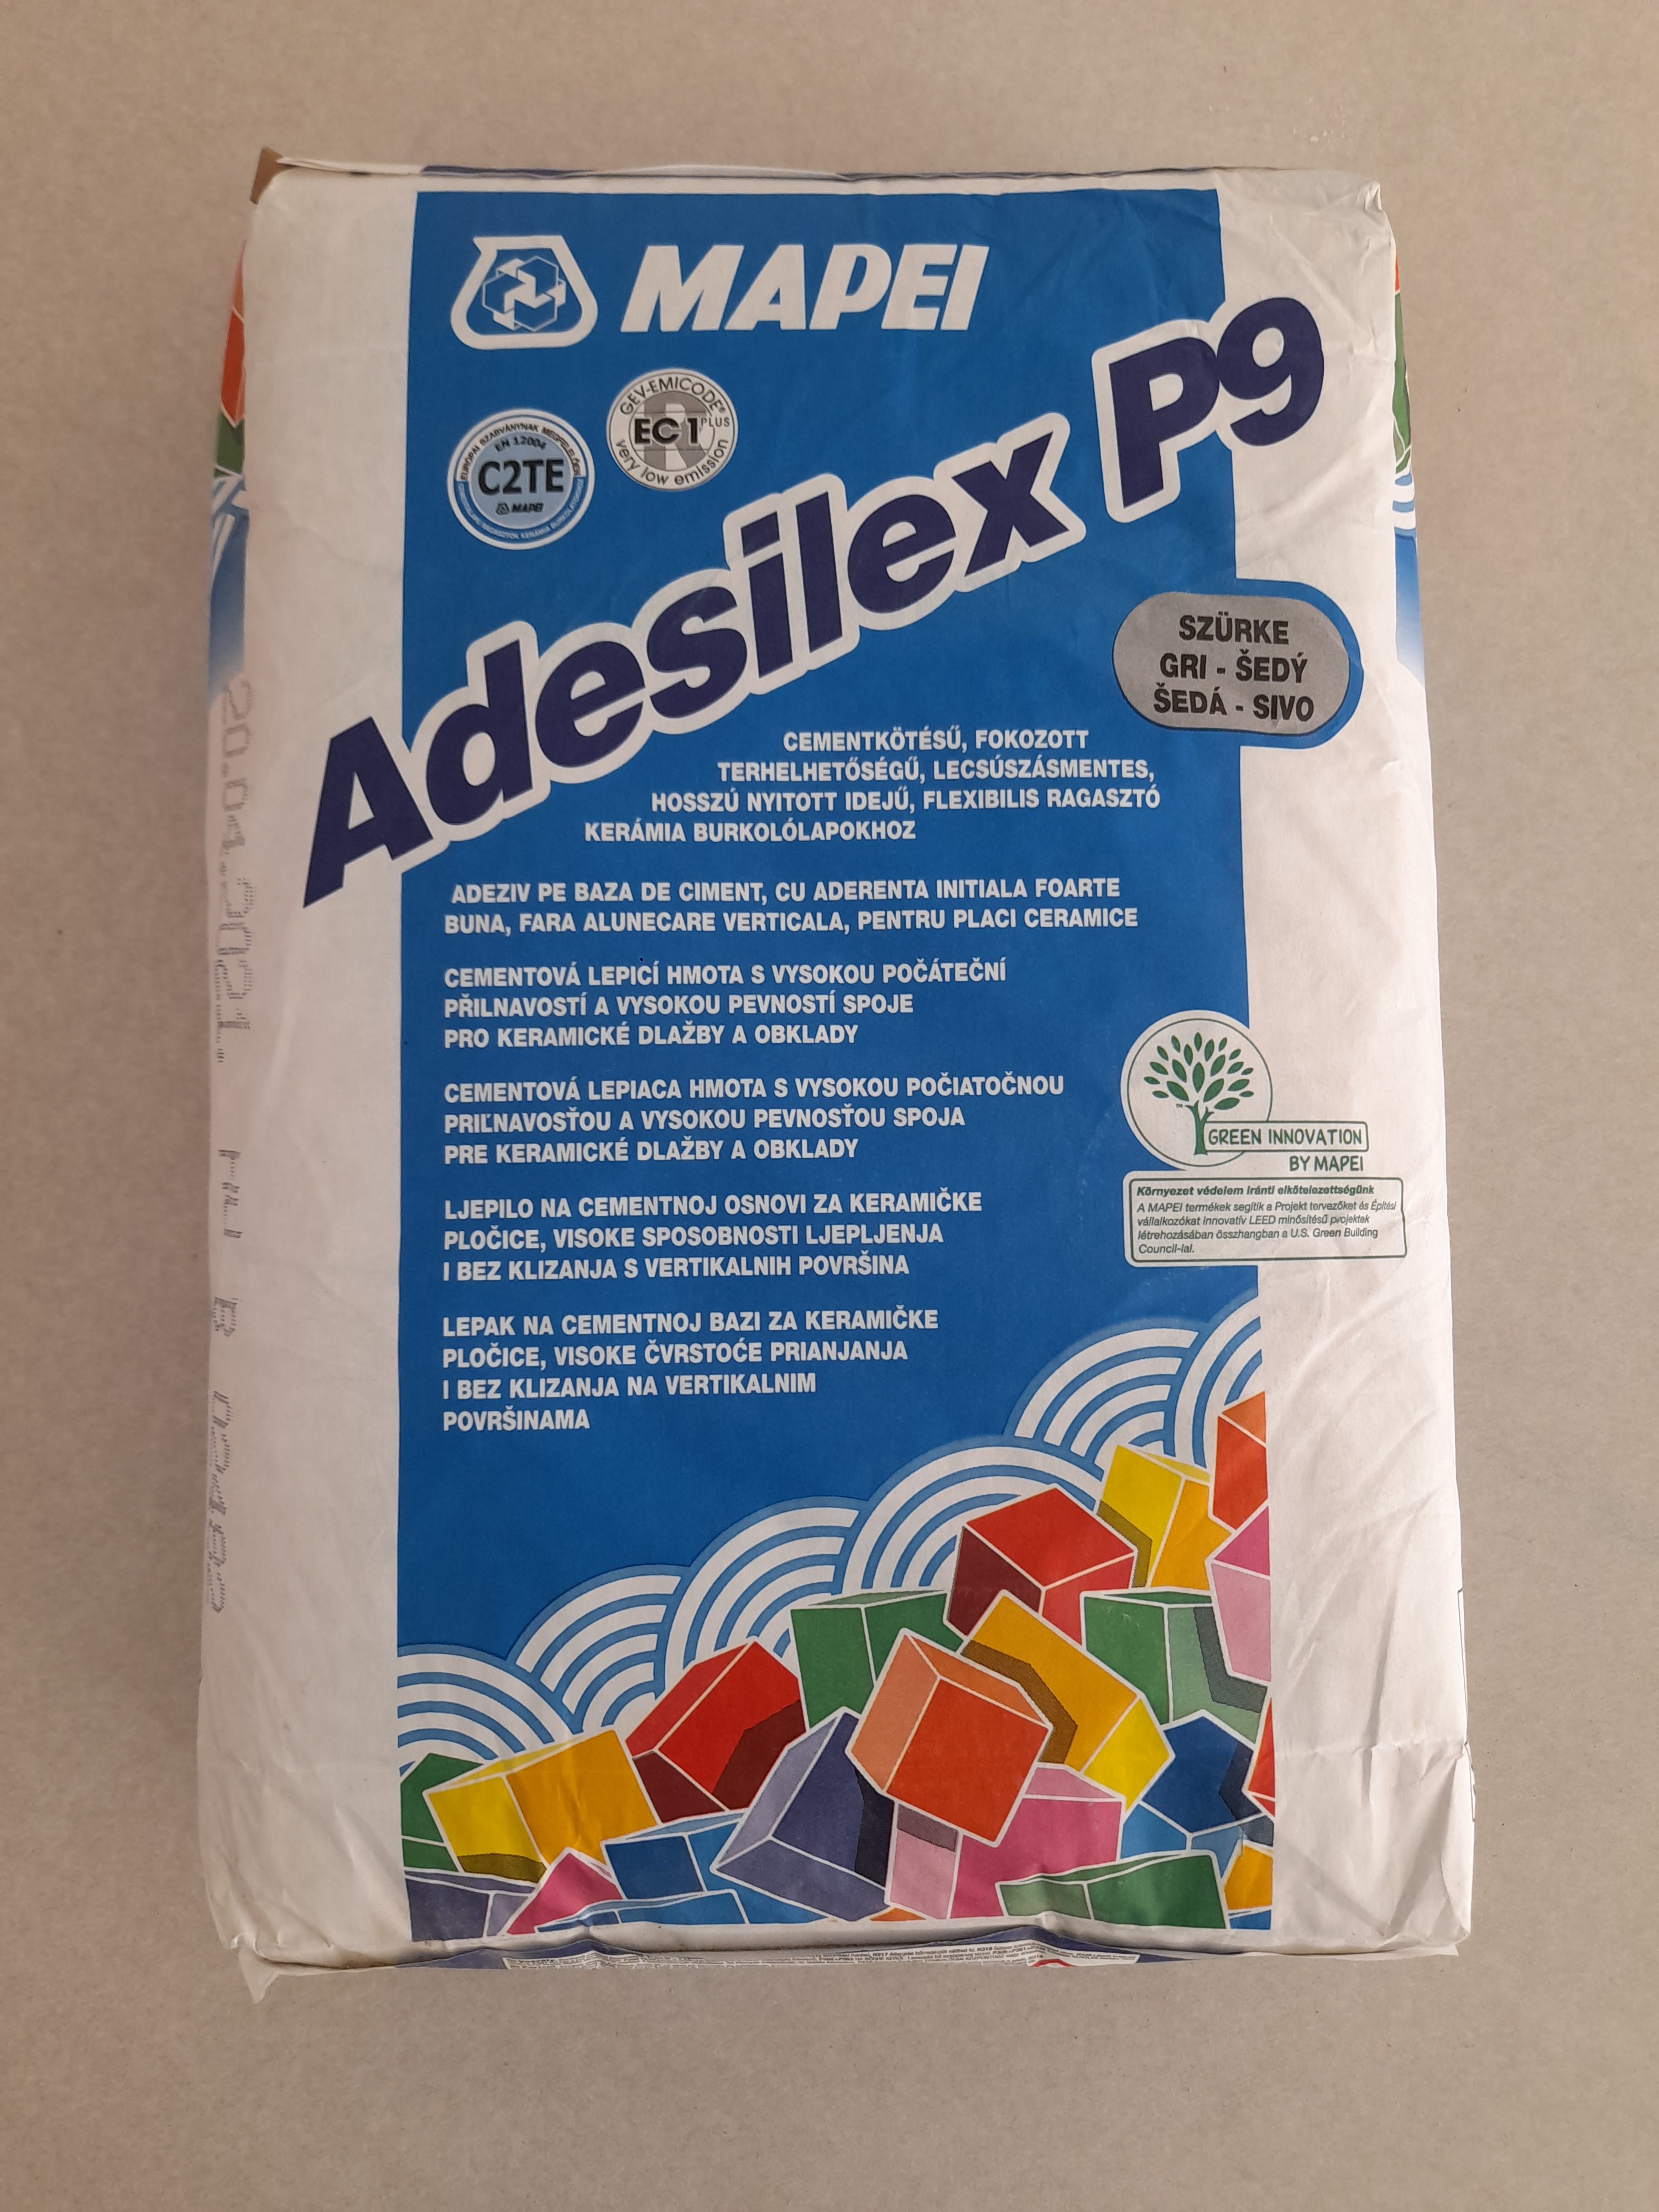 MAPEI
GEV-EMICODE®
EC1 PLUS
R
very low emission
EN 12004
C2TE
MAPEI
Adesilex P9
SZÜRKE
GRI - ŠEDÝ
ŠEDÁ - SIVO
CEMENTKÖTÉSŰ, FOKOZOTT
TERHELHETŐSÉGŰ, LECSÚSZÁSMENTES,
HOSSZÚ NYITOTT IDEJŰ, FLEXIBILIS RAGASZTÓ
KERÁMIA BURKOLÓLAPOKHOZ
ADEZIV PE BAZA DE CIMENT, CU ADERENTA INITIALA FOARTE
BUNA, FARA ALUNECARE VERTICALA, PENTRU PLACI CERAMICE
CEMENTOVÁ LEPICÍ HMOTA S VYSOKOU POČÁTEČNÍ
PŘILNAVOSTÍ A VYSOKOU PEVNOSTÍ SPOJE
PRO KERAMICKÉ DLAŽBY A OBKLADY
CEMENTOVÁ LEPIACA HMOTA S VYSOKOU POČIATOČNOU
PRIĽNAVOSŤOU A VYSOKOU PEVNOSŤOU SPOJA
PRE KERAMICKÉ DLAŽBY A OBKLADY
GREEN INNOVATION
BY MAPEI
Környezet védelem iránti elkötelezettségünk
A MAPEI termékek segítik a Projekt tervezőket és Építési
vállalkozókat innovatív LEED minősítésű projektek
létrehozásában összhangban a U.S. Green Building
Council-lal.
LJEPILO NA CEMENTNOJ OSNOVI ZA KERAMIČKE
PLOČICE, VISOKE SPOSOBNOSTI LJEPLJENJA
I BEZ KLIZANJA S VERTIKALNIH POVRŠINA
LEPAK NA CEMENTNOJ BAZI ZA KERAMIČKE
PLOČICE, VISOKE ČVRSTOĆE PRIANJANJA
I BEZ KLIZANJA NA VERTIKALNIM
POVRŠINAMA